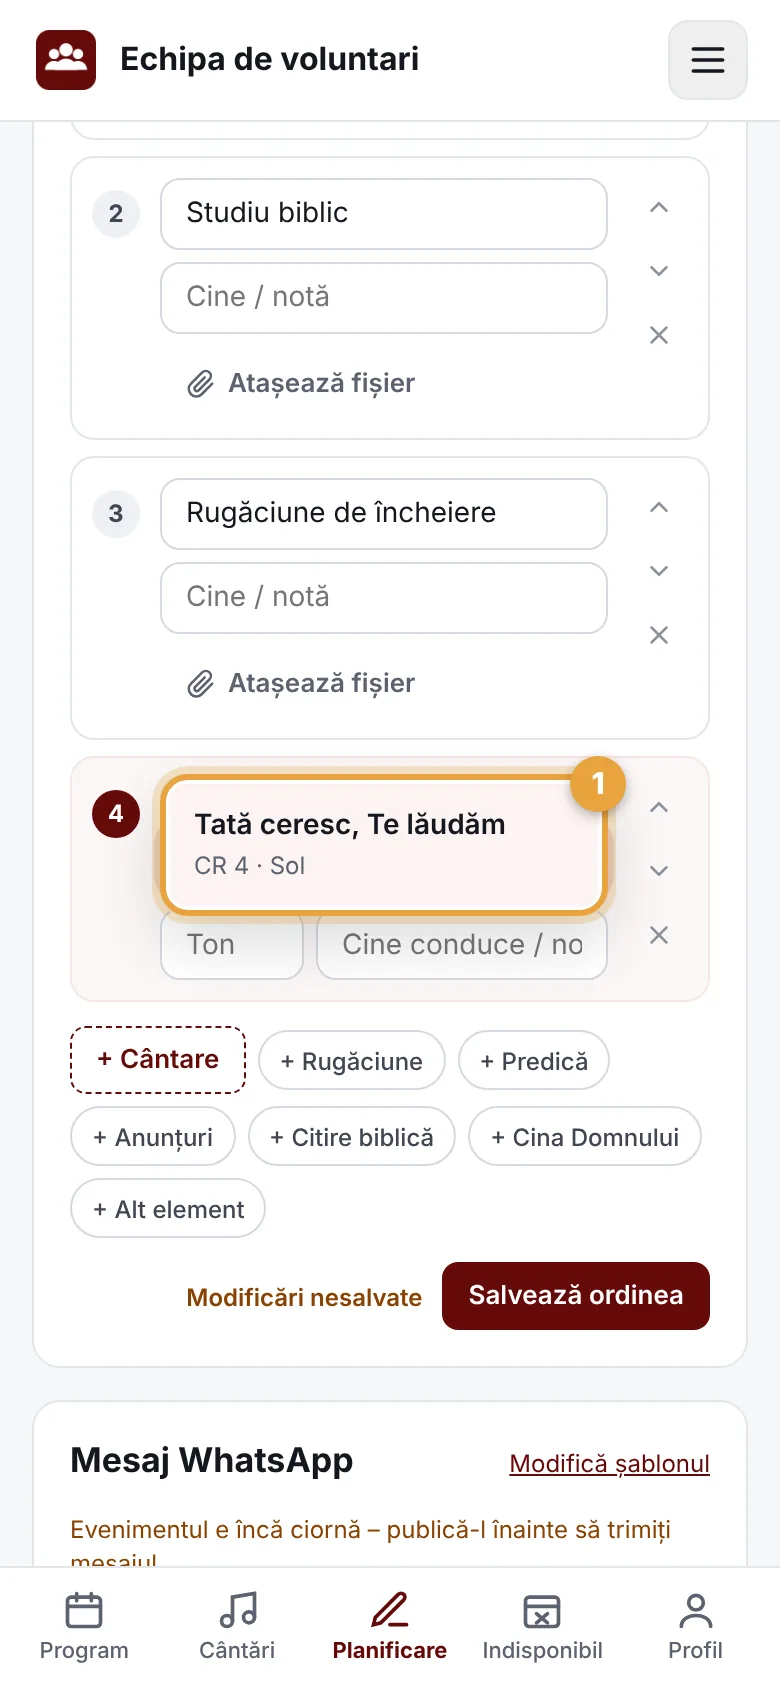 Echipa de voluntari
2
Studiu biblic
Cine / notă
Atașează fișier
3
Rugăciune de încheiere
Cine / notă
Atașează fișier
1
4
Tată ceresc, Te lăudăm
CR 4 · Sol
Ton
Cine conduce / no
+ Cântare
+ Rugăciune
+ Predică
+ Anunțuri
+ Citire biblică
+ Cina Domnului
+ Alt element
Modificări nesalvate
Salvează ordinea
Mesaj WhatsApp
Modifică șablonul
Evenimentul e încă ciornă – publică-l înainte să trimiți
mesajul
Program
Cântări
Planificare
Indisponibil
Profil